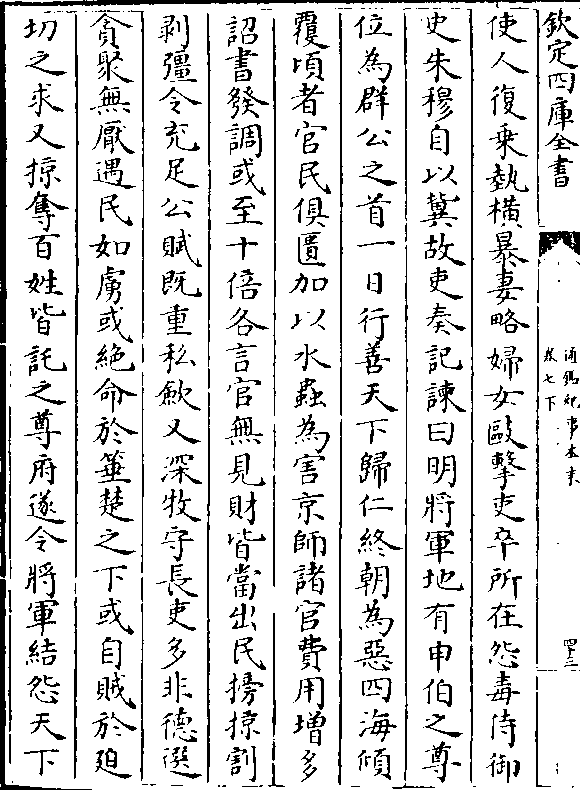 欽定四庫全書
通鑑紀事本末
卷七下
四十三
使人復乗埶橫暴妻略婦女毆擊吏卒所在怨毒侍御
史朱穆自以冀故吏奏記諫曰明將軍地有申伯之尊
位為群公之首一日行善天下歸仁終朝為惡四海傾
覆頃者官民俱匱加以水蟲為害京師諸官費用增多
詔書發調或至十倍各言官無見財皆當出民搒掠割
剥彊令充足公賦既重私斂又深牧守長吏多非德選
貪聚無厭遇民如虜或絶命於箠楚之下或自賊於廹
切之求又掠奪百姓皆託之尊府遂令將軍結怨天下